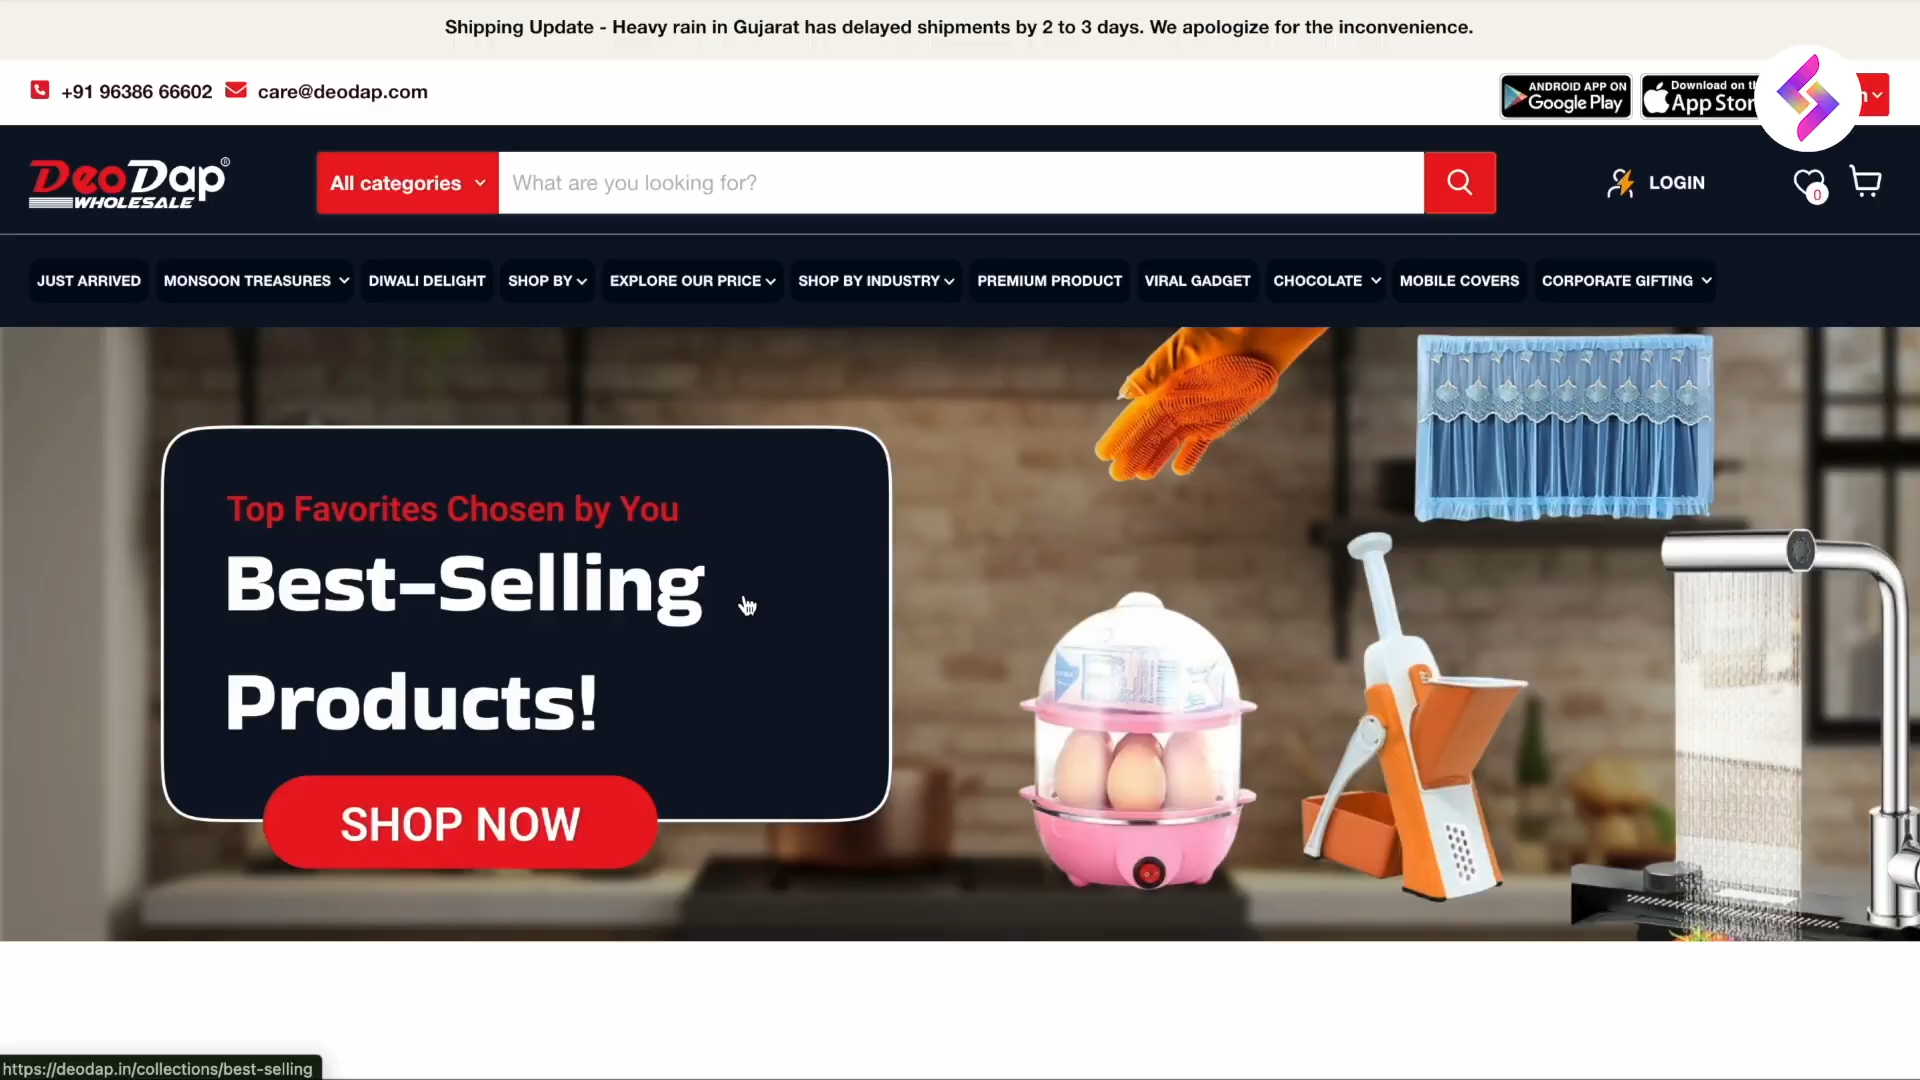 Shipping Update - Heavy rain in Gujarat has delayed shipments by 2 to 3 days. We apologize for the inconvenience.
+91 96386 66602 care@deodap.com
ANDROID APP ON
Google Play
Download on
App Stor
DeoDap®
WHOLESALE
All categories
What are you looking for?
LOGIN
0
JUST ARRIVED MONSOON TREASURES DIWALI DELIGHT SHOP BY EXPLORE OUR PRICE SHOP BY INDUSTRY PREMIUM PRODUCT VIRAL GADGET CHOCOLATE MOBILE COVERS CORPORATE GIFTING
Top Favorites Chosen by You
Best-Selling
Products!
SHOP NOW
https://deodap.in/collections/best-selling